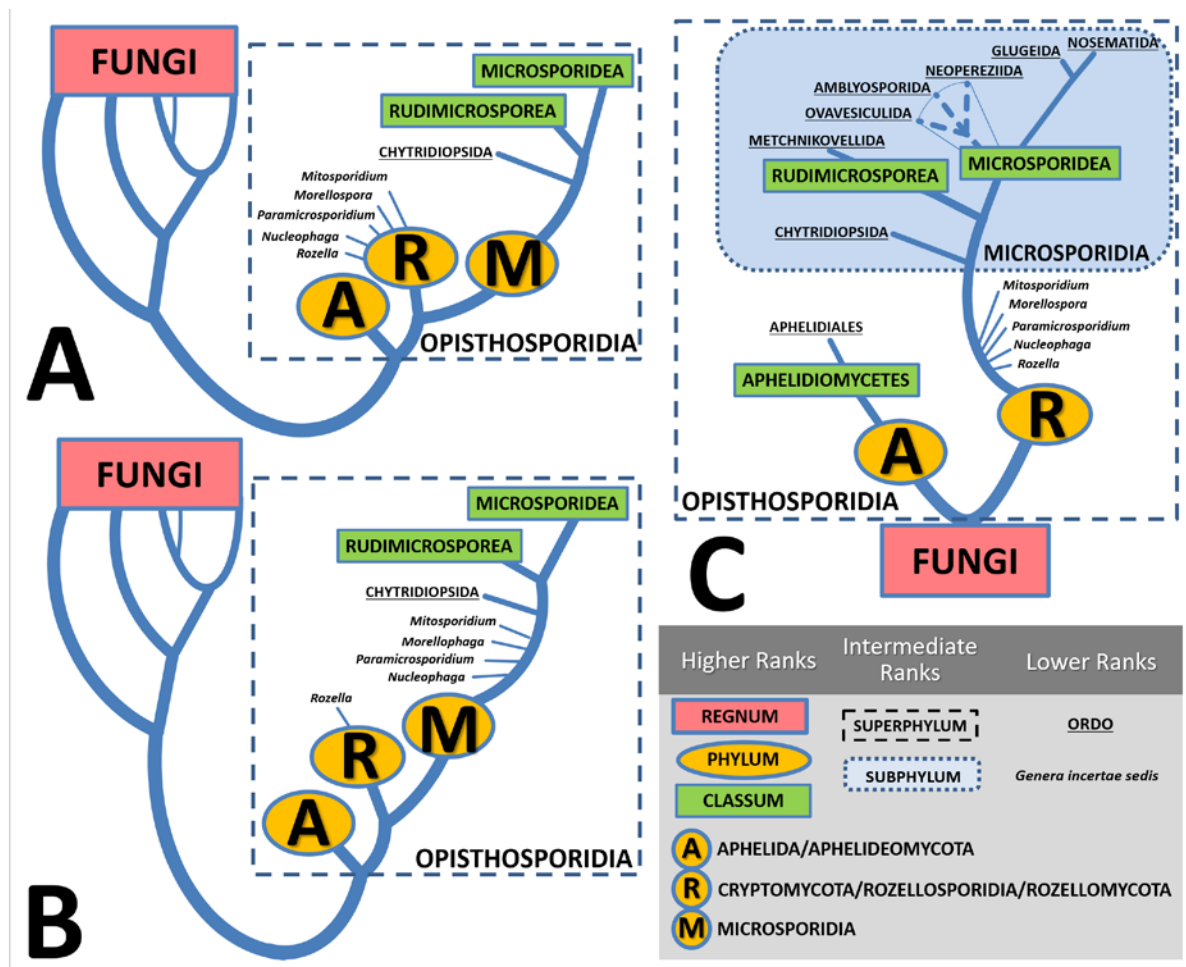 FUNGI
MICROSPORIDEA
RUDIMICROSPOREA
CHYTRIDIOPSIDA
Mitosporidium
Morellospora
Paramicrosporidium
Nucleophaga
Rozella
R
M
A
OPISTHOSPORIDIA
A
FUNGI
MICROSPORIDEA
RUDIMICROSPOREA
CHYTRIDIOPSIDA
Mitosporidium
Morellophaga
Paramicrosporidium
Nucleophaga
Rozella
M
R
A
OPISTHOSPORIDIA
B
NOSEMATIDA
GLUGEIDA
NEOPEREZIIDA
AMBLYOSPORIDA
OVAVESICULIDA
METCHNIKOVELLIDA
MICROSPORIDEA
RUDIMICROSPOREA
CHYTRIDIOPSIDA
MICROSPORIDIA
Mitosporidium
Morellospora
Paramicrosporidium
Nucleophaga
Rozella
APHELIDIALES
APHELIDIOMYCETES
R
A
OPISTHOSPORIDIA
FUNGI
C
Higher Ranks
Intermediate
Ranks
Lower Ranks
REGNUM
SUPERPHYLUM
ORDO
PHYLUM
SUBPHYLUM
Genera incertae sedis
CLASSUM
A APHELIDA/APHELIDEOMYCOTA
R CRYPTOMYCOTA/ROZELLOSPORIDIA/ROZELLOMYCOTA
M MICROSPORIDIA